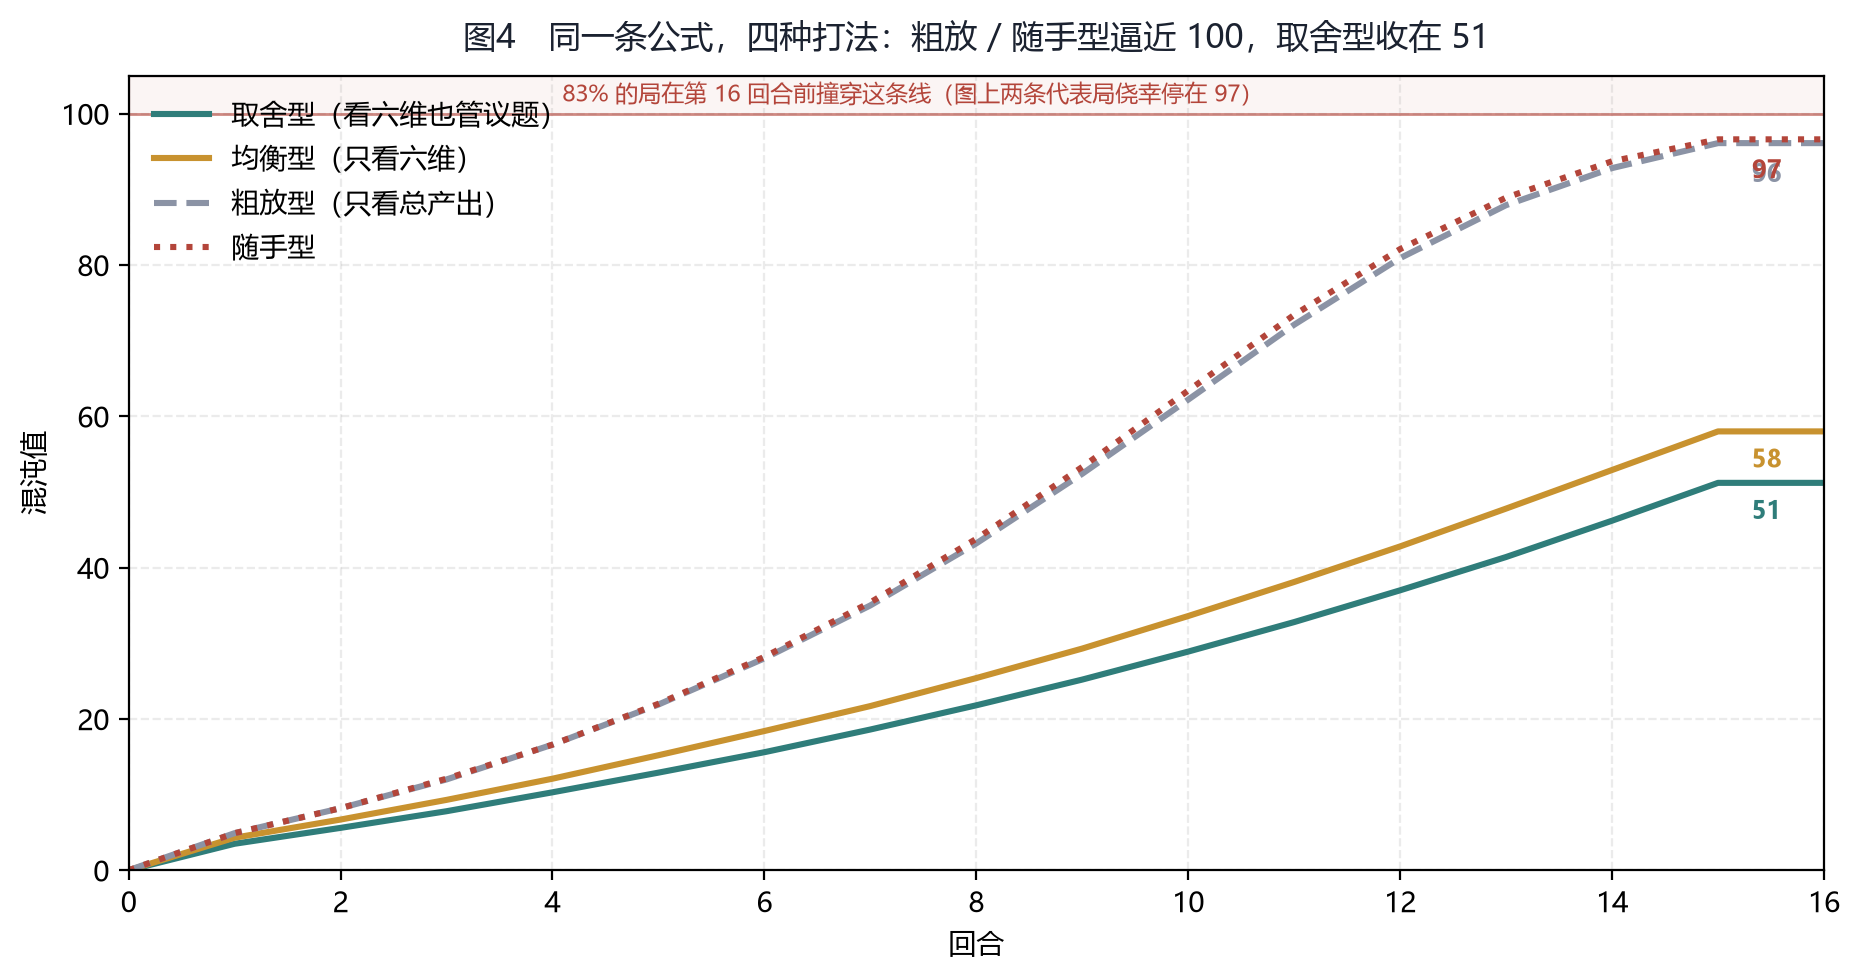 图4　同一条公式，四种打法：粗放 / 随手型逼近 100，取舍型收在 51
83% 的局在第 16 回合前撞穿这条线（图上两条代表局侥幸停在 97）
取舍型（看六维也管议题）
均衡型（只看六维）
粗放型（只看总产出）
随手型
混沌值
100
80
60
40
20
0
97
96
58
51
0 2 4 6 8 10 12 14 16
回合